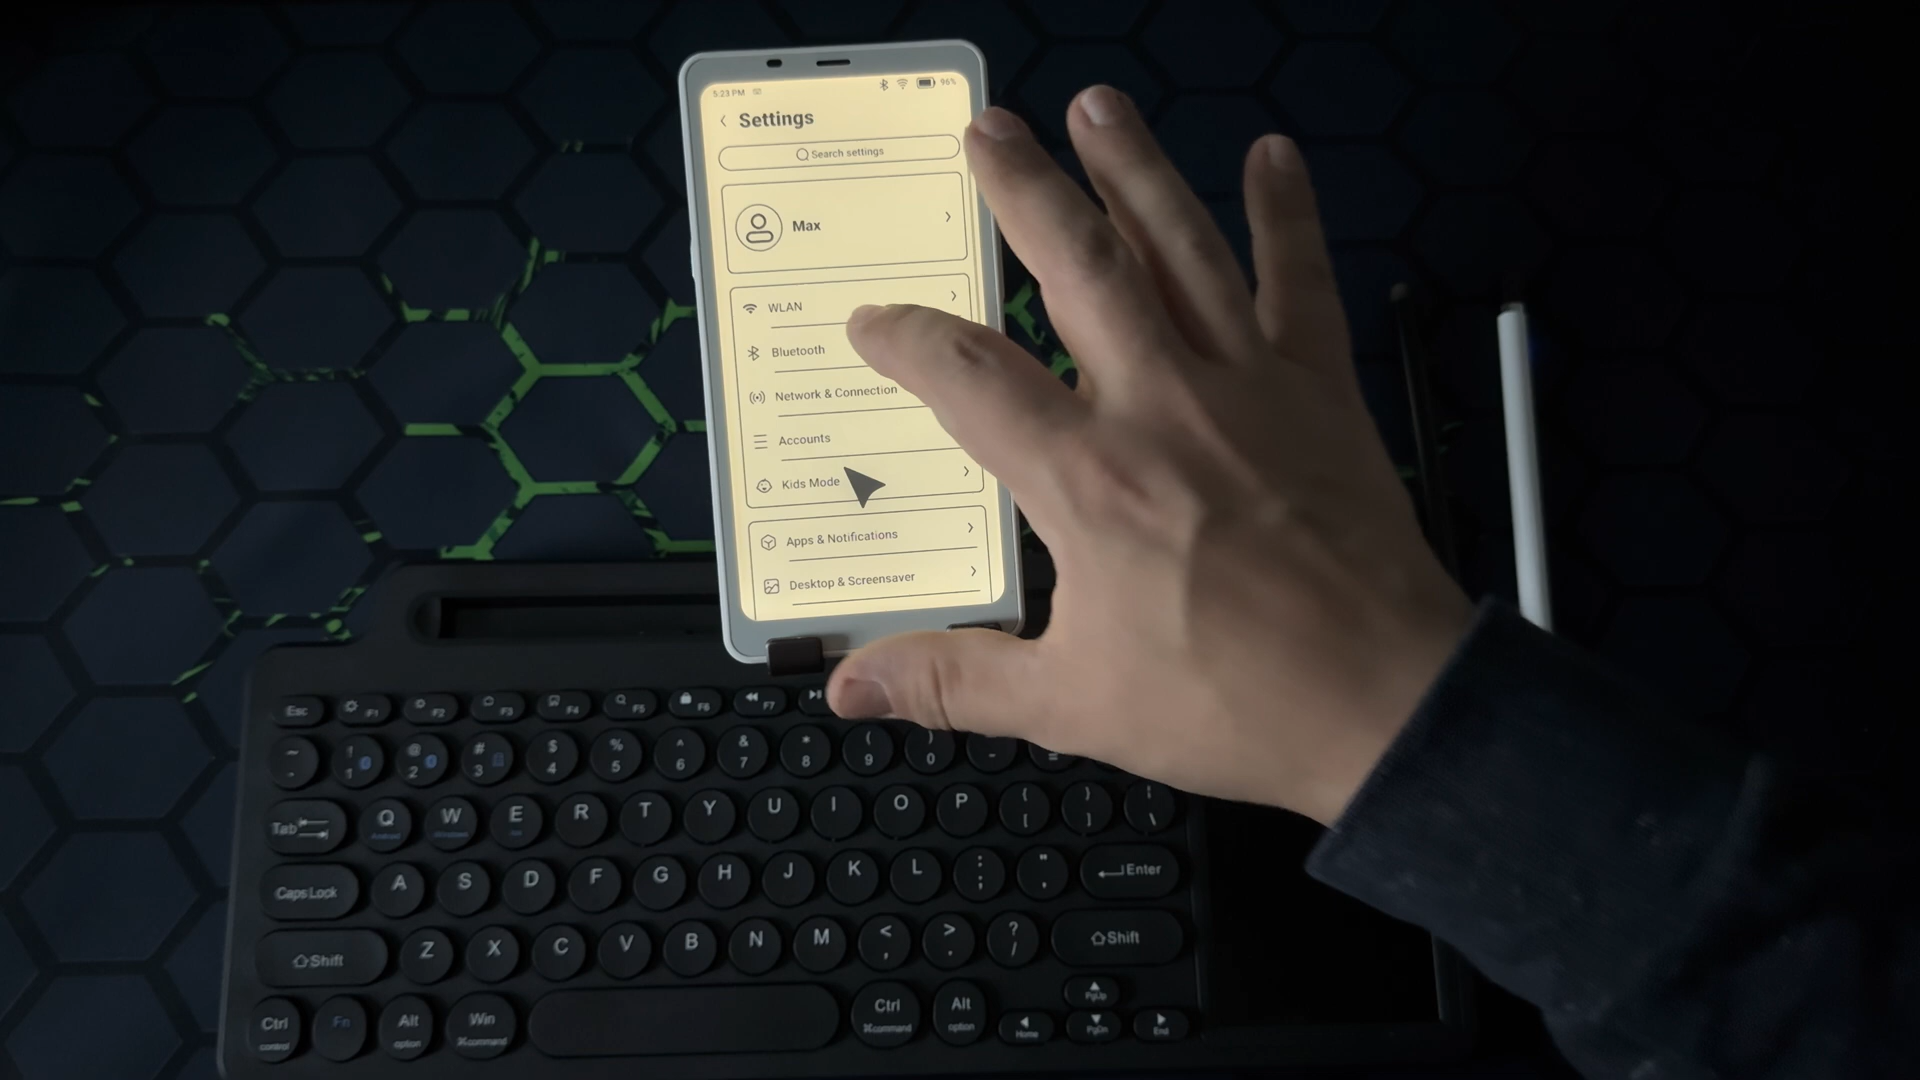 5:23 PM
96%
Settings
Search settings
Max
WLAN
Bluetooth
Network & Connection
Accounts
Kids Mode
Apps & Notifications
Desktop & Screensaver
Esc F1 F2 F3 F4 F5 F6 F7
~ ! @ # $ % ^ & * ( )
1 2 3 4 5 6 7 8 9 0 - =
Tab Q W E R T Y U I O P { [ } ] \
Android Windows
Caps Lock A S D F G H J K L : ; " ' Enter
Shift Z X C V B N M < , > . ? / Shift
Ctrl Fn Alt Win Ctrl Alt
control option ⌘command ⌘command option
PgUp
Home PgDn End